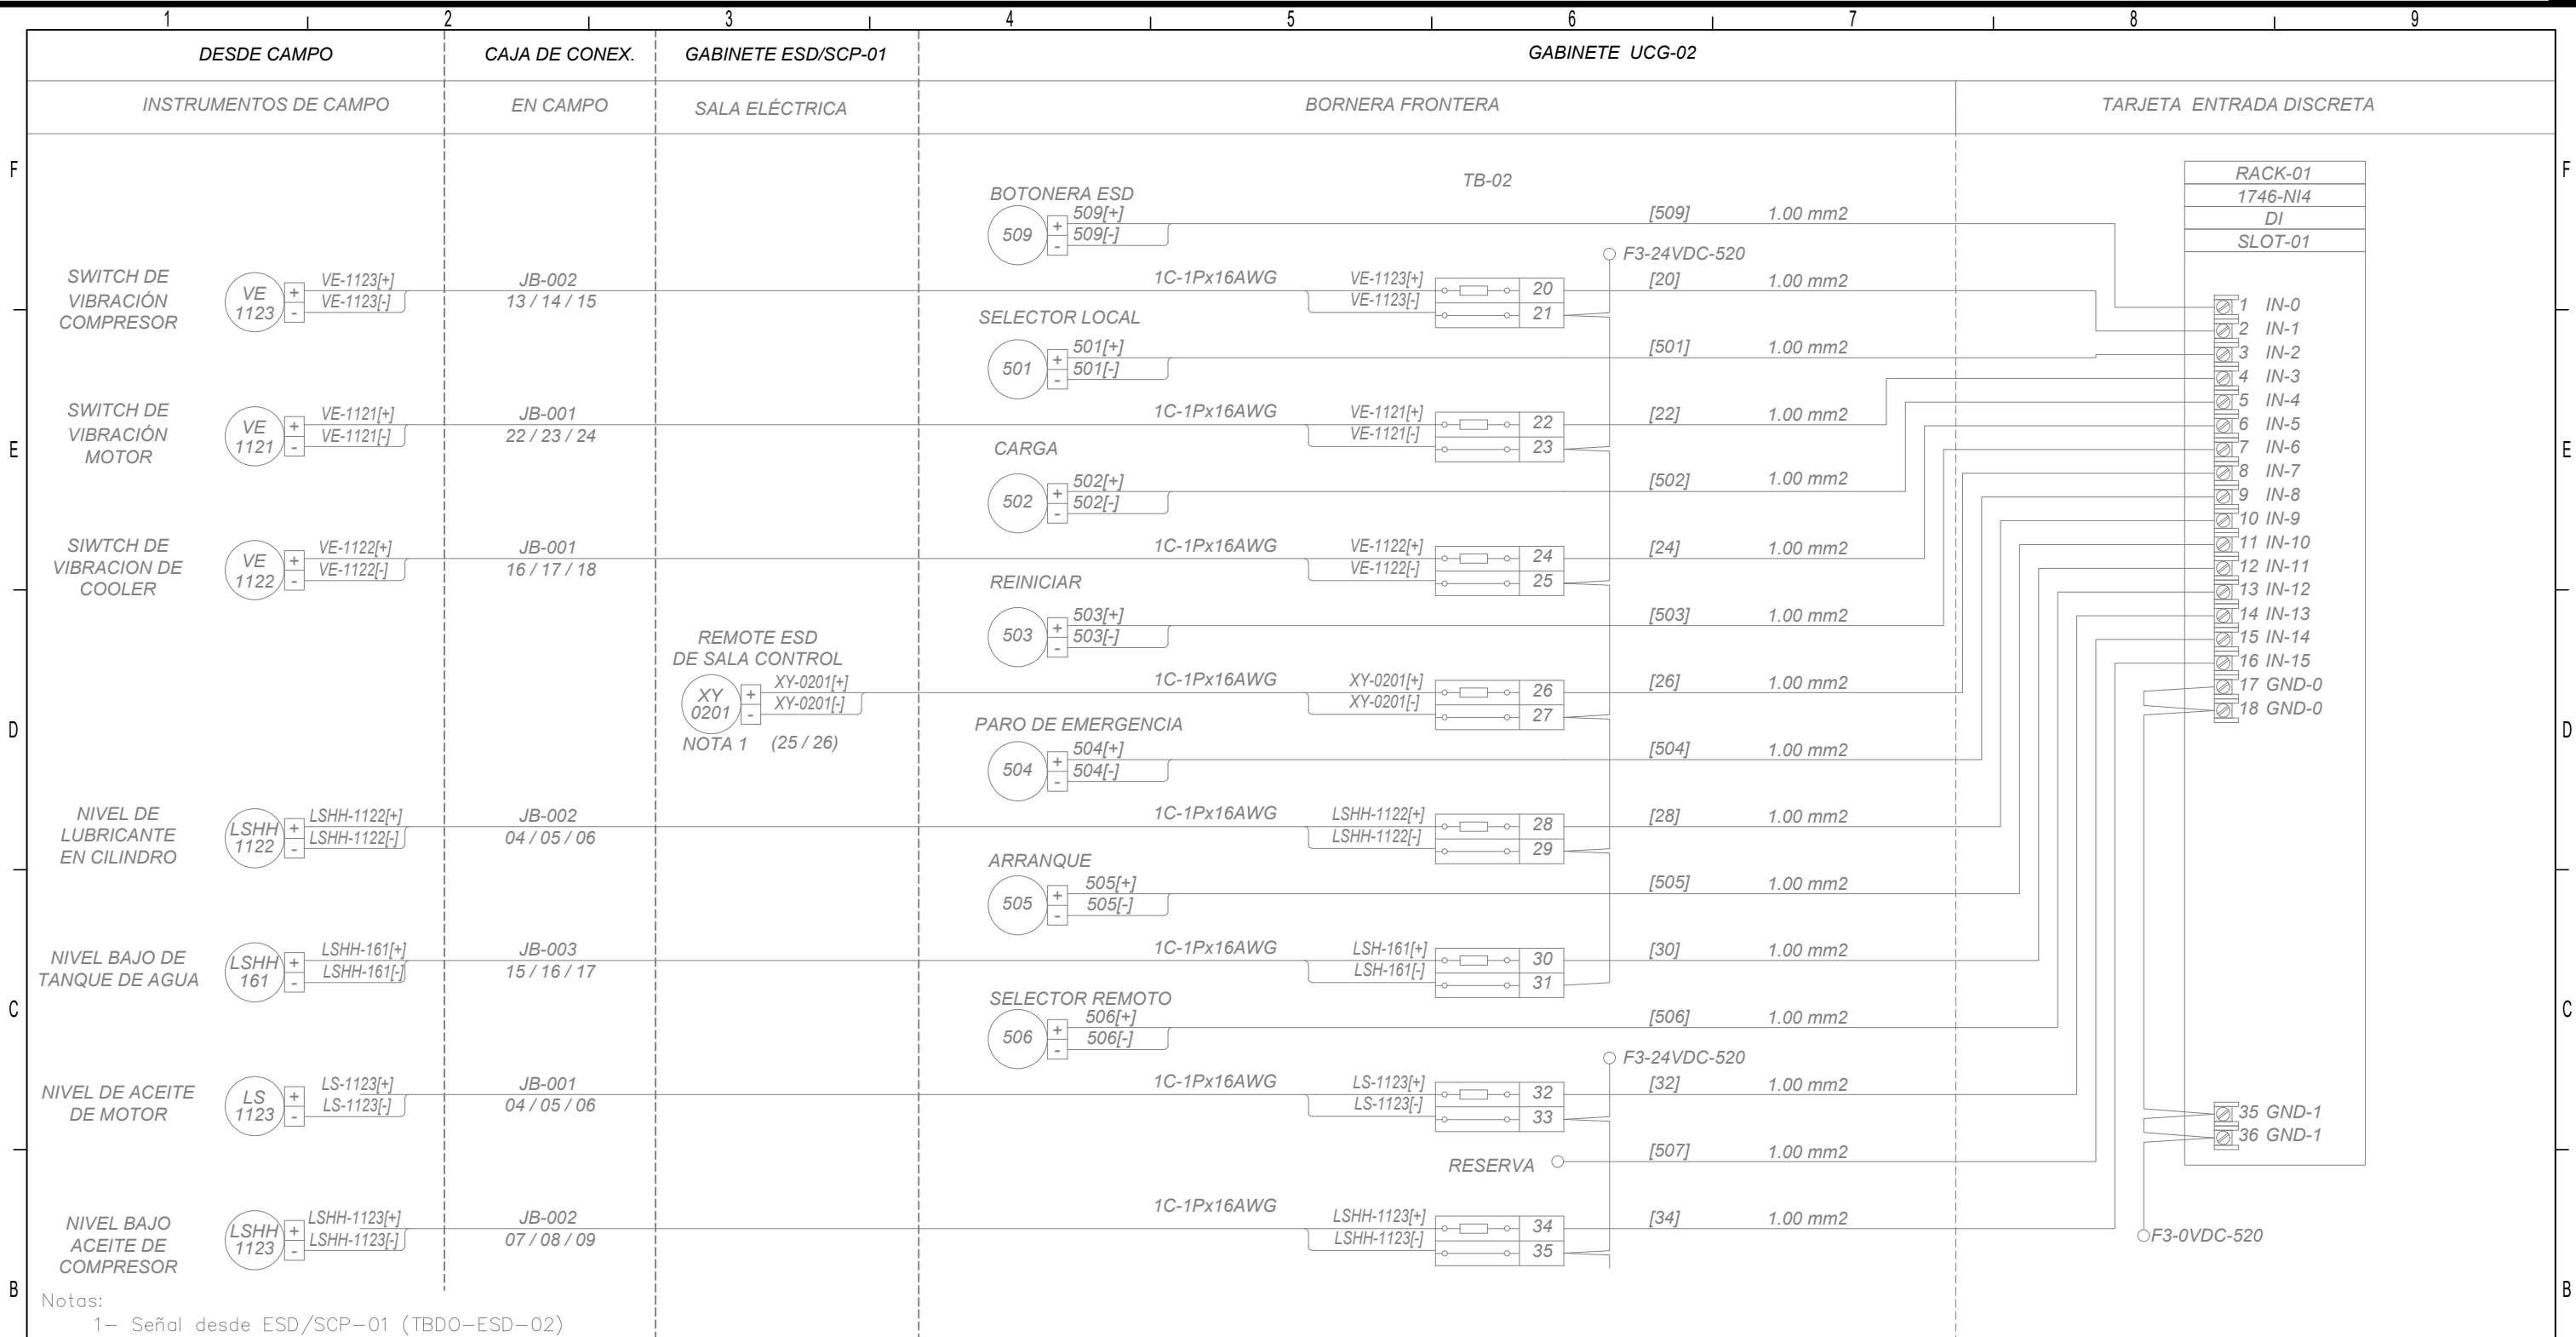 1 2 3 4 5 6 7 8 9
DESDE CAMPO CAJA DE CONEX. GABINETE ESD/SCP-01 GABINETE UCG-02
INSTRUMENTOS DE CAMPO EN CAMPO SALA ELÉCTRICA BORNERA FRONTERA TARJETA ENTRADA DISCRETA
F F
TB-02
RACK-01
1746-NI4
DI
SLOT-01
BOTONERA ESD
509 + 509[+] [509] 1.00 mm2
- 509[-]
F3-24VDC-520
SWITCH DE
VIBRACIÓN
COMPRESOR
VE
1123
+ VE-1123[+] JB-002 1C-1Px16AWG VE-1123[+] 20 [20] 1.00 mm2
- VE-1123[-] 13 / 14 / 15 VE-1123[-] 21
SELECTOR LOCAL
501 + 501[+] [501] 1.00 mm2
- 501[-]
E E
SWITCH DE
VIBRACIÓN
MOTOR
VE
1121
+ VE-1121[+] JB-001 1C-1Px16AWG VE-1121[+] 22 [22] 1.00 mm2
- VE-1121[-] 22 / 23 / 24 VE-1121[-] 23
CARGA
502 + 502[+] [502] 1.00 mm2
- 502[-]
SIWTCH DE
VIBRACION DE
COOLER
VE
1122
+ VE-1122[+] JB-001 1C-1Px16AWG VE-1122[+] 24 [24] 1.00 mm2
- VE-1122[-] 16 / 17 / 18 VE-1122[-] 25
REINICIAR
503 + 503[+] [503] 1.00 mm2
- 503[-]
REMOTE ESD
DE SALA CONTROL
XY
0201
+ XY-0201[+] 1C-1Px16AWG XY-0201[+] 26 [26] 1.00 mm2
- XY-0201[-] XY-0201[-] 27
NOTA 1 (25 / 26)
D D
PARO DE EMERGENCIA
504 + 504[+] [504] 1.00 mm2
- 504[-]
NIVEL DE
LUBRICANTE
EN CILINDRO
LSHH
1122
+ LSHH-1122[+] JB-002 1C-1Px16AWG LSHH-1122[+] 28 [28] 1.00 mm2
- LSHH-1122[-] 04 / 05 / 06 LSHH-1122[-] 29
ARRANQUE
505 + 505[+] [505] 1.00 mm2
- 505[-]
NIVEL BAJO DE
TANQUE DE AGUA
LSHH
161
+ LSHH-161[+] JB-003 1C-1Px16AWG LSH-161[+] 30 [30] 1.00 mm2
- LSHH-161[-] 15 / 16 / 17 LSH-161[-] 31
C C
SELECTOR REMOTO
506 + 506[+] [506] 1.00 mm2
- 506[-]
F3-24VDC-520
NIVEL DE ACEITE
DE MOTOR
LS
1123
+ LS-1123[+] JB-001 1C-1Px16AWG LS-1123[+] 32 [32] 1.00 mm2
- LS-1123[-] 04 / 05 / 06 LS-1123[-] 33
RESERVA [507] 1.00 mm2
NIVEL BAJO
ACEITE DE
COMPRESOR
LSHH
1123
+ LSHH-1123[+] JB-002 1C-1Px16AWG LSHH-1123[+] 34 [34] 1.00 mm2
- LSHH-1123[-] 07 / 08 / 09 LSHH-1123[-] 35
1 IN-0
2 IN-1
3 IN-2
4 IN-3
5 IN-4
6 IN-5
7 IN-6
8 IN-7
9 IN-8
10 IN-9
11 IN-10
12 IN-11
13 IN-12
14 IN-13
15 IN-14
16 IN-15
17 GND-0
18 GND-0
35 GND-1
36 GND-1
F3-0VDC-520
B B
Notas:
1- Señal desde ESD/SCP-01 (TBDO-ESD-02)